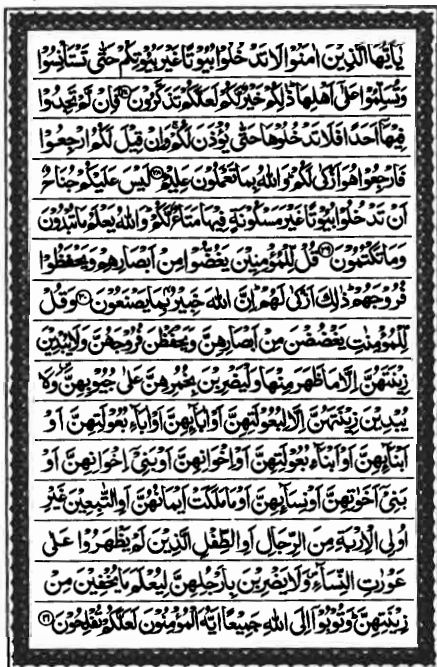 يٰٓاَيُّهَا الَّذِيْنَ اٰمَنُوْا لَا تَدْخُلُوْا بُيُوْتًا غَيْرَ بُيُوْتِكُمْ حَتّٰى تَسْتَاْنِسُوْا
وَتُسَلِّمُوْا عَلٰٓى اَهْلِهَا ذٰلِكُمْ خَيْرٌ لَّكُمْ لَعَلَّكُمْ تَذَكَّرُوْنَ ﴿٢٧﴾ فَاِنْ لَّمْ تَجِدُوْا
فِيْهَآ اَحَدًا فَلَا تَدْخُلُوْهَا حَتّٰى يُؤْذَنَ لَكُمْ وَاِنْ قِيْلَ لَكُمُ ارْجِعُوْا
فَارْجِعُوْا هُوَ اَزْكٰى لَكُمْ وَاللّٰهُ بِمَا تَعْمَلُوْنَ عَلِيْمٌ ﴿٢٨﴾ لَيْسَ عَلَيْكُمْ جُنَاحٌ
اَنْ تَدْخُلُوْا بُيُوْتًا غَيْرَ مَسْكُوْنَةٍ فِيْهَا مَتَاعٌ لَّكُمْ وَاللّٰهُ يَعْلَمُ مَا تُبْدُوْنَ
وَمَا تَكْتُمُوْنَ ﴿٢٩﴾ قُلْ لِّلْمُؤْمِنِيْنَ يَغُضُّوْا مِنْ اَبْصَارِهِمْ وَيَحْفَظُوْا
فُرُوْجَهُمْ ذٰلِكَ اَزْكٰى لَهُمْ اِنَّ اللّٰهَ خَبِيْرٌۢ بِمَا يَصْنَعُوْنَ ﴿٣٠﴾ وَقُلْ
لِّلْمُؤْمِنٰتِ يَغْضُضْنَ مِنْ اَبْصَارِهِنَّ وَيَحْفَظْنَ فُرُوْجَهُنَّ وَلَا يُبْدِيْنَ
زِيْنَتَهُنَّ اِلَّا مَا ظَهَرَ مِنْهَا وَلْيَضْرِبْنَ بِخُمُرِهِنَّ عَلٰى جُيُوْبِهِنَّ وَلَا
يُبْدِيْنَ زِيْنَتَهُنَّ اِلَّا لِبُعُوْلَتِهِنَّ اَوْ اٰبَآئِهِنَّ اَوْ اٰبَآءِ بُعُوْلَتِهِنَّ اَوْ
اَبْنَآئِهِنَّ اَوْ اَبْنَآءِ بُعُوْلَتِهِنَّ اَوْ اِخْوَانِهِنَّ اَوْ بَنِيْٓ اِخْوَانِهِنَّ اَوْ
بَنِيْٓ اَخَوٰتِهِنَّ اَوْ نِسَآئِهِنَّ اَوْ مَا مَلَكَتْ اَيْمَانُهُنَّ اَوِ التّٰبِعِيْنَ غَيْرِ
اُولِى الْاِرْبَةِ مِنَ الرِّجَالِ اَوِ الطِّفْلِ الَّذِيْنَ لَمْ يَظْهَرُوْا عَلٰى
عَوْرٰتِ النِّسَآءِ وَلَا يَضْرِبْنَ بِاَرْجُلِهِنَّ لِيُعْلَمَ مَا يُخْفِيْنَ مِنْ
زِيْنَتِهِنَّ وَتُوْبُوْٓا اِلَى اللّٰهِ جَمِيْعًا اَيُّهَ الْمُؤْمِنُوْنَ لَعَلَّكُمْ تُفْلِحُوْنَ ﴿٣١﴾